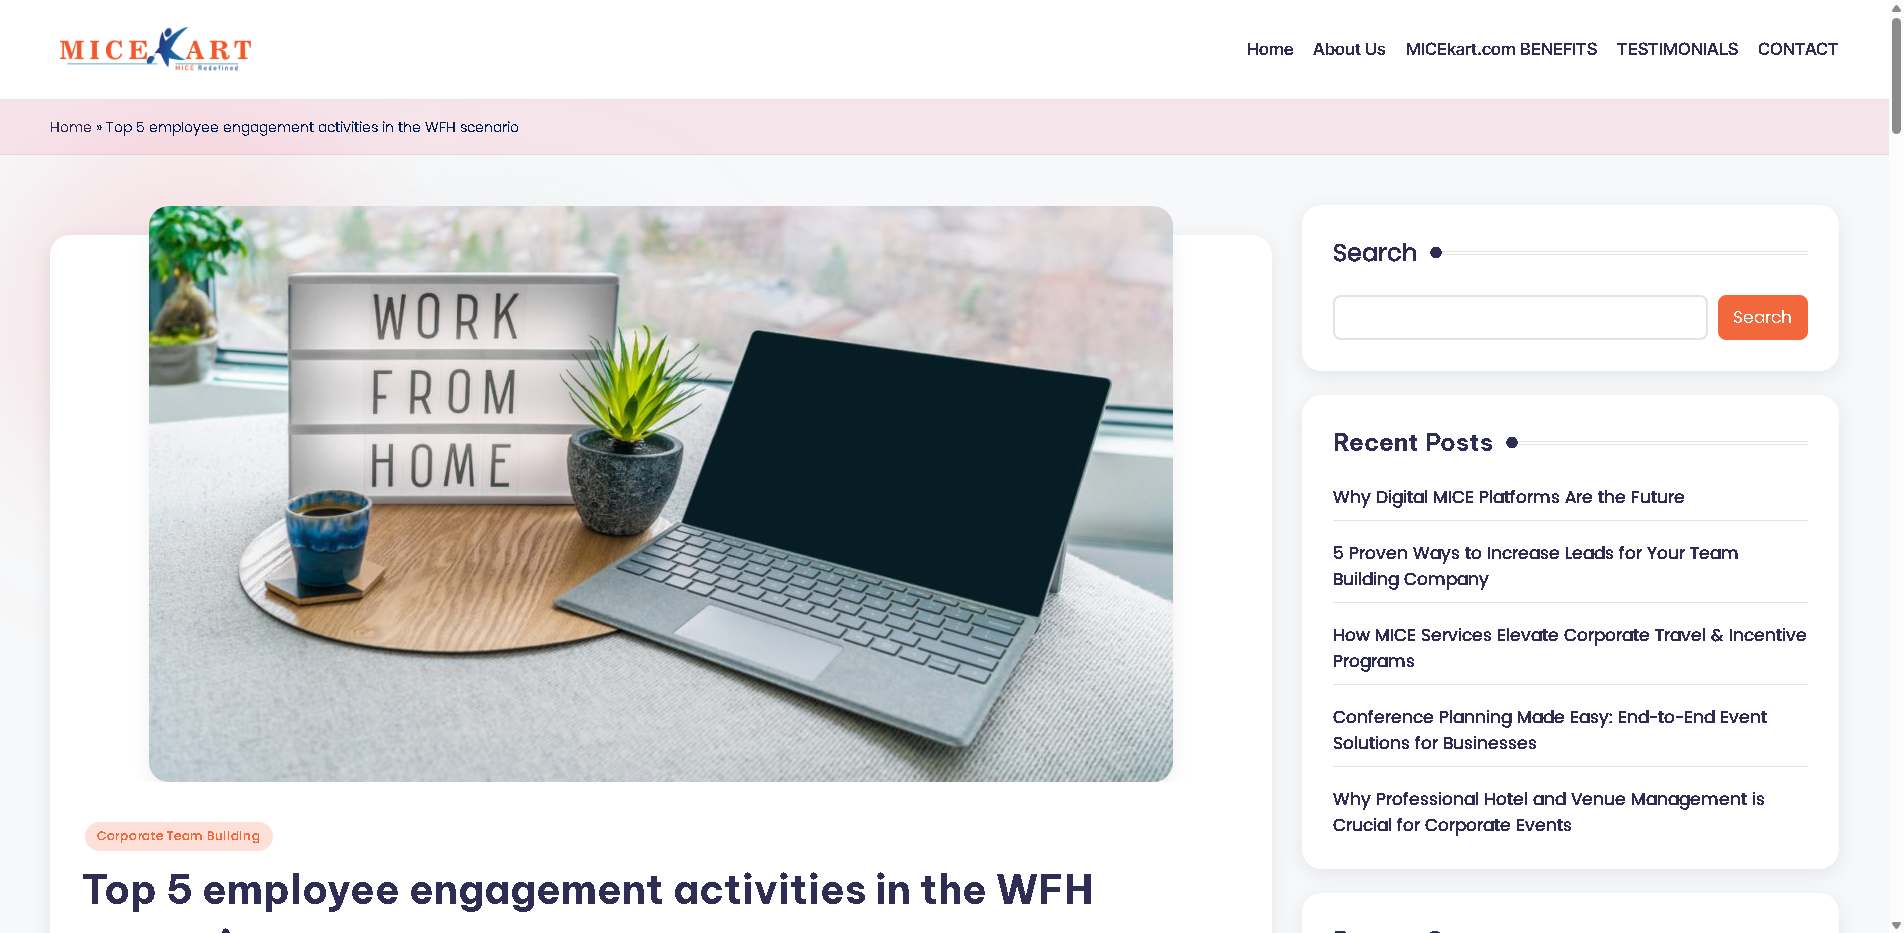 MICEKART
MICE Redefined
Home About Us MICEkart.com BENEFITS TESTIMONIALS CONTACT
Home » Top 5 employee engagement activities in the WFH scenario
WORK
FROM
HOME
Corporate Team Building
Top 5 employee engagement activities in the WFH
Search
Search
Recent Posts
Why Digital MICE Platforms Are the Future
5 Proven Ways to Increase Leads for Your Team
Building Company
How MICE Services Elevate Corporate Travel & Incentive
Programs
Conference Planning Made Easy: End-to-End Event
Solutions for Businesses
Why Professional Hotel and Venue Management is
Crucial for Corporate Events